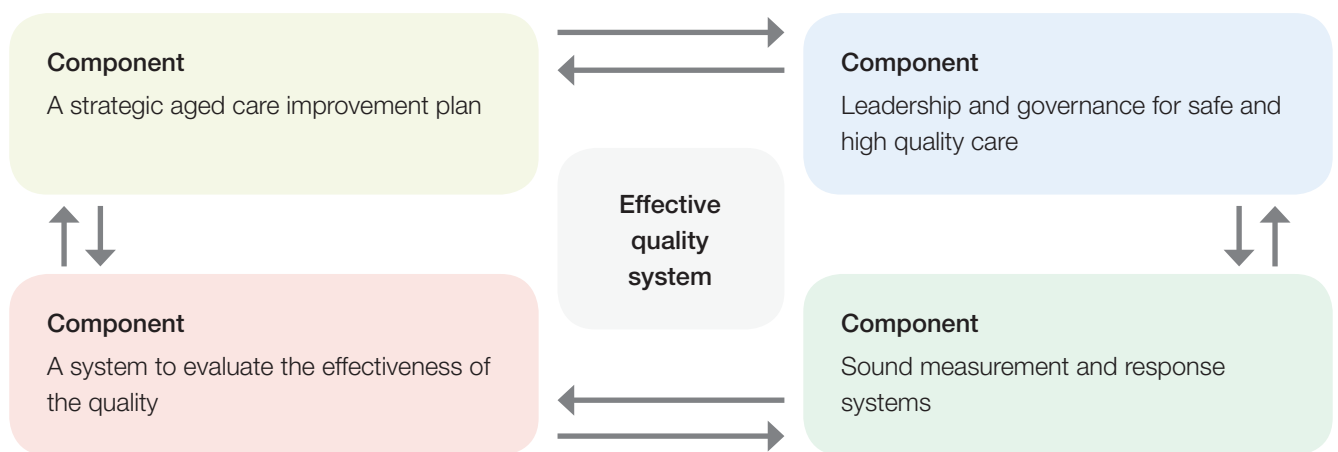 Component
A strategic aged care improvement plan
Component
Leadership and governance for safe and
high quality care
Effective
quality
system
Component
A system to evaluate the effectiveness of
the quality
Component
Sound measurement and response
systems